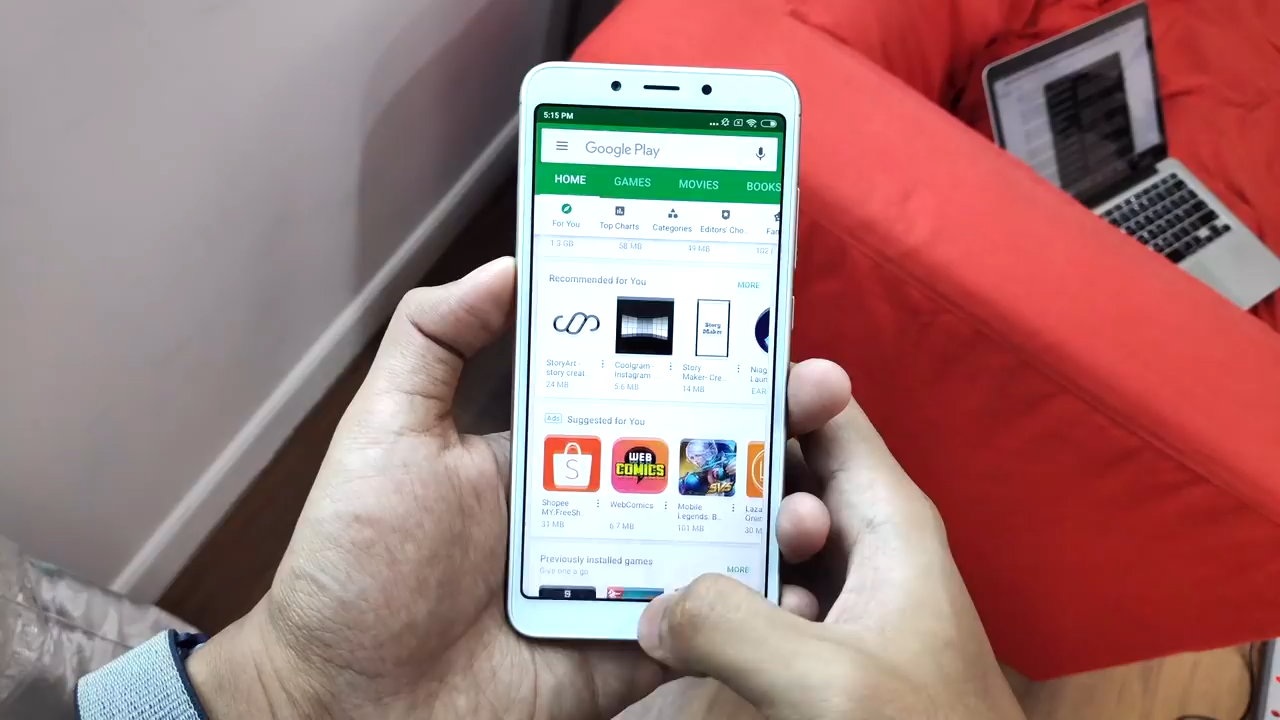 5:15 PM
Google Play
HOME GAMES MOVIES BOOKS
For You Top Charts Categories Editors' Cho.. Fam
1.3 GB 58 MB 49 MB
Recommended for You MORE
Story Maker
StoryArt - Coolgram - Story Niag
story creat Instagram Maker- Cre... Laun
24 MB 5.6 MB 14 MB EAR
Ads Suggested for You
S WEB COMICS 5V5
Shopee WebComics Mobile Laza
MY:FreeSh Legends: B...
31 MB 6.7 MB 101 MB 30 M
Previously installed games MORE
Give one a go